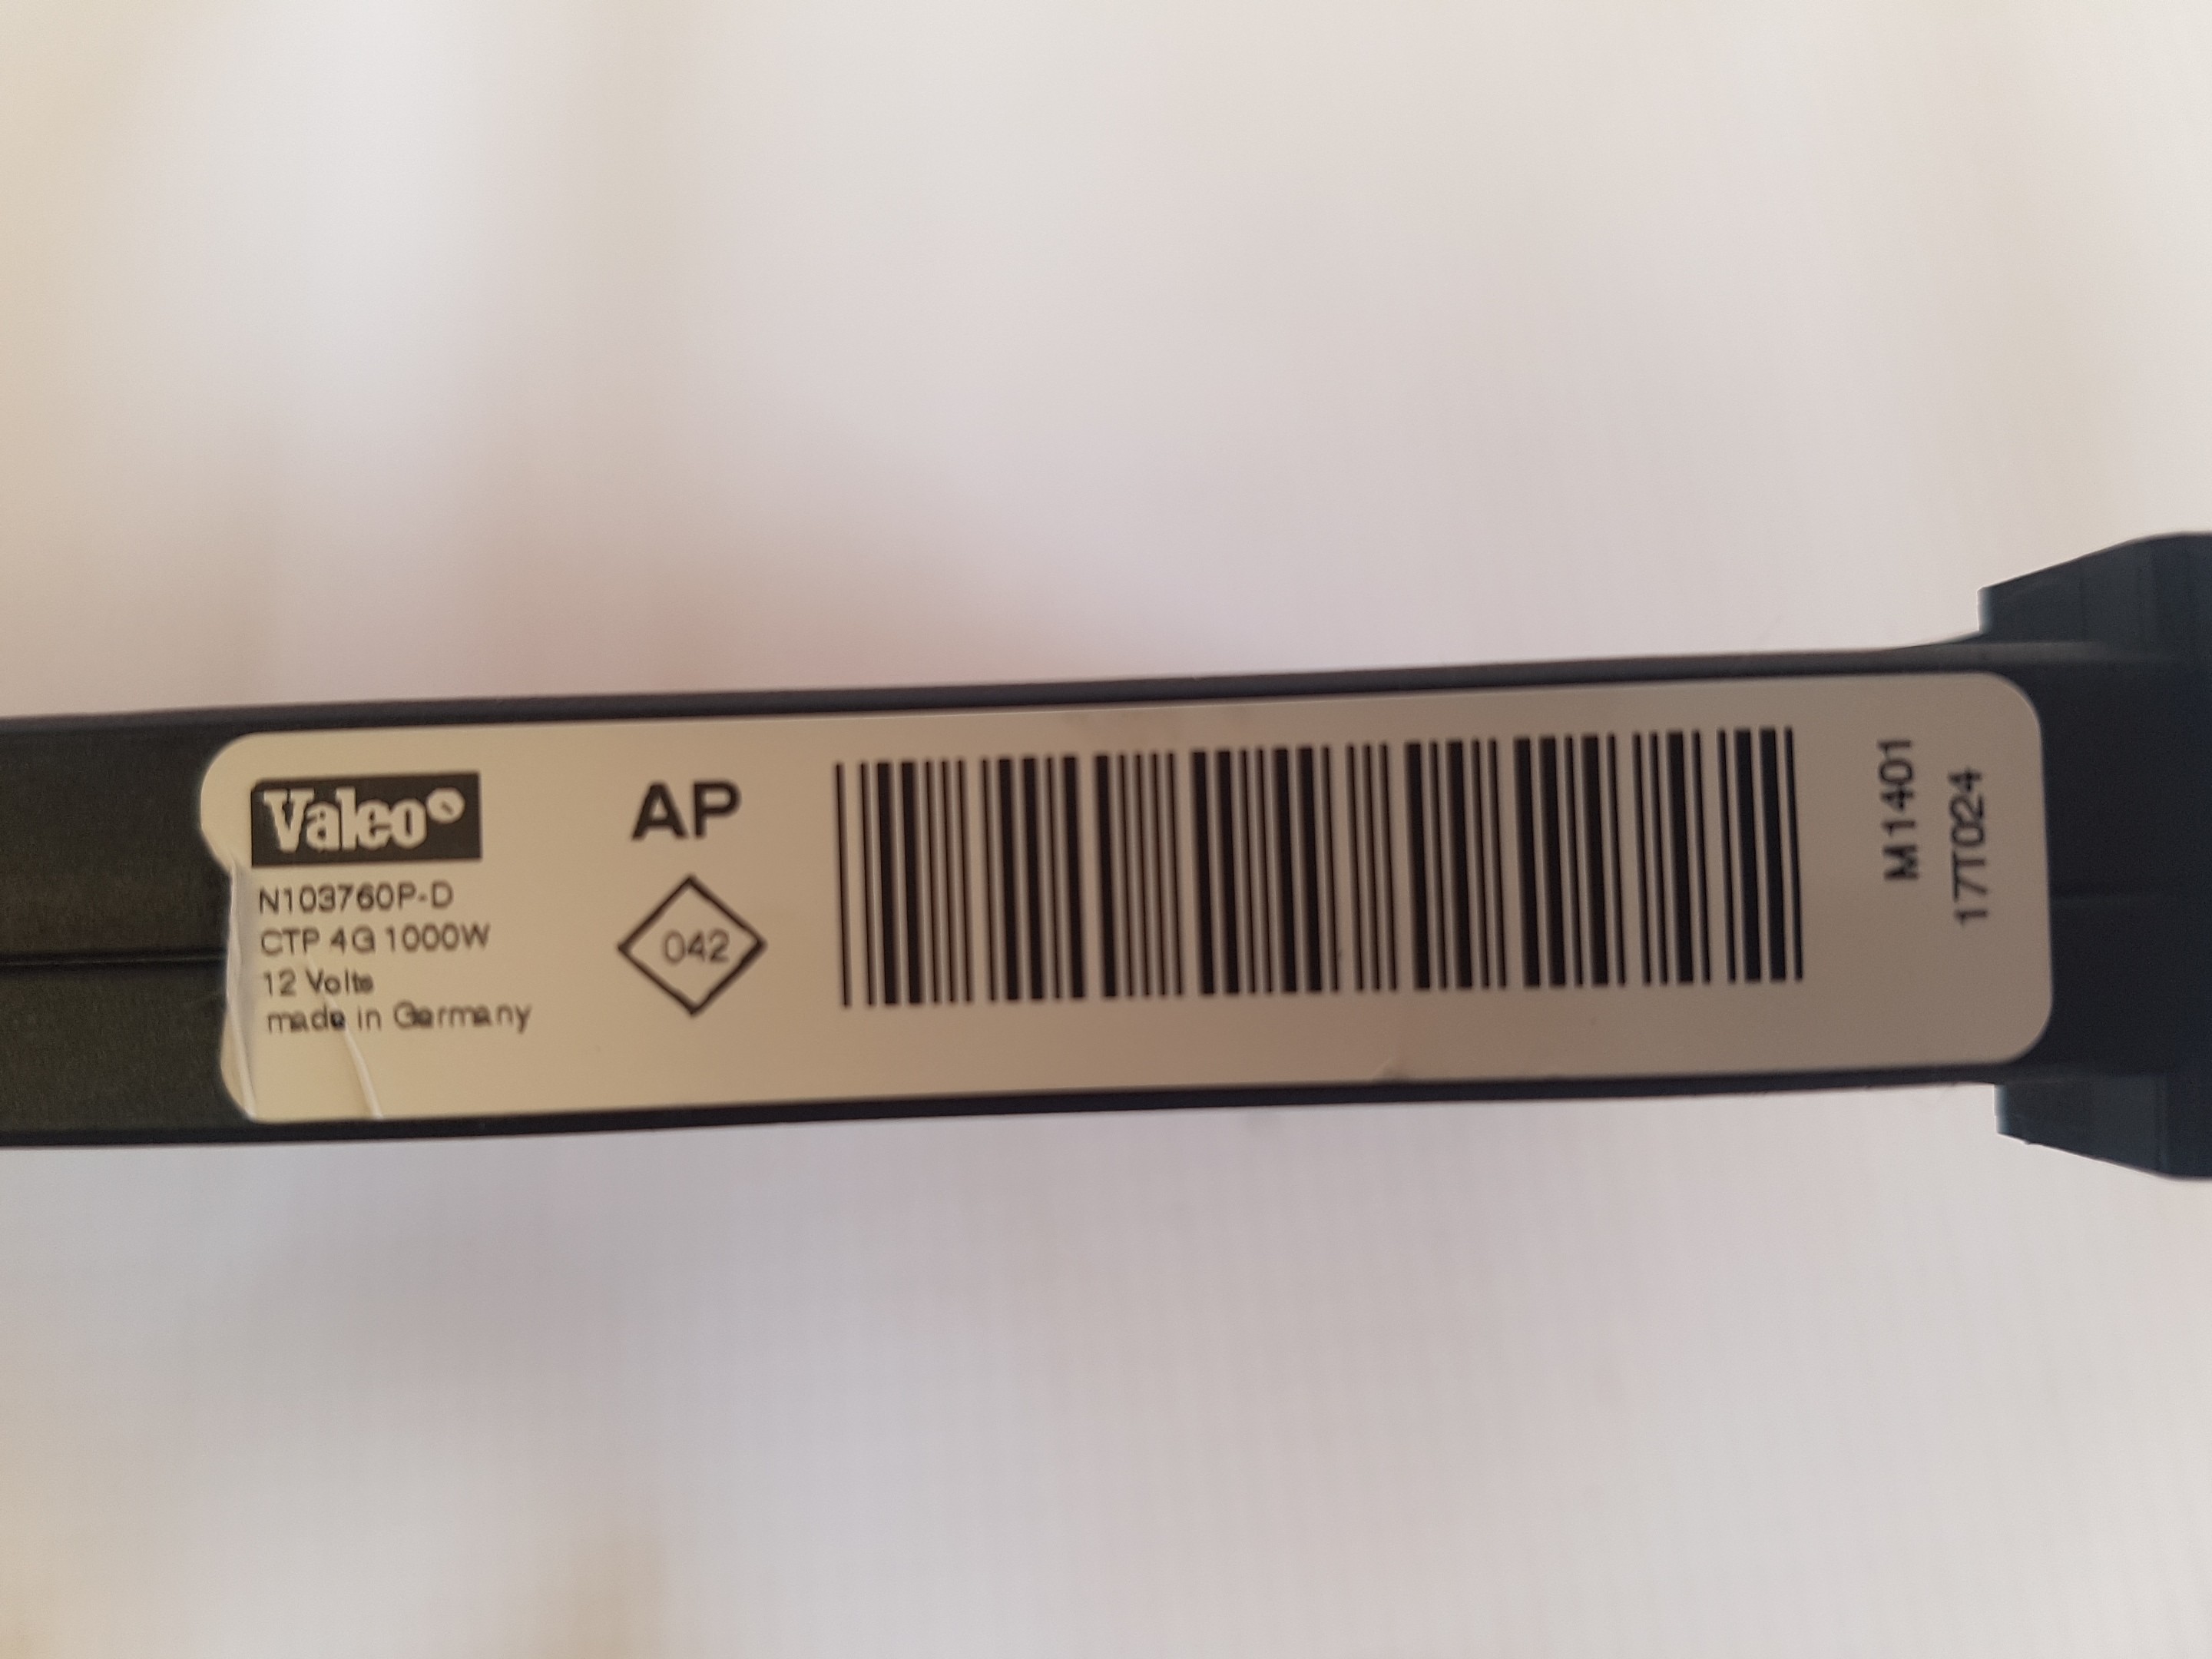 Valeo
N103760P-D
CTP 4G 1000W
12 Volts
made in Germany
AP
042
M1401
17T024